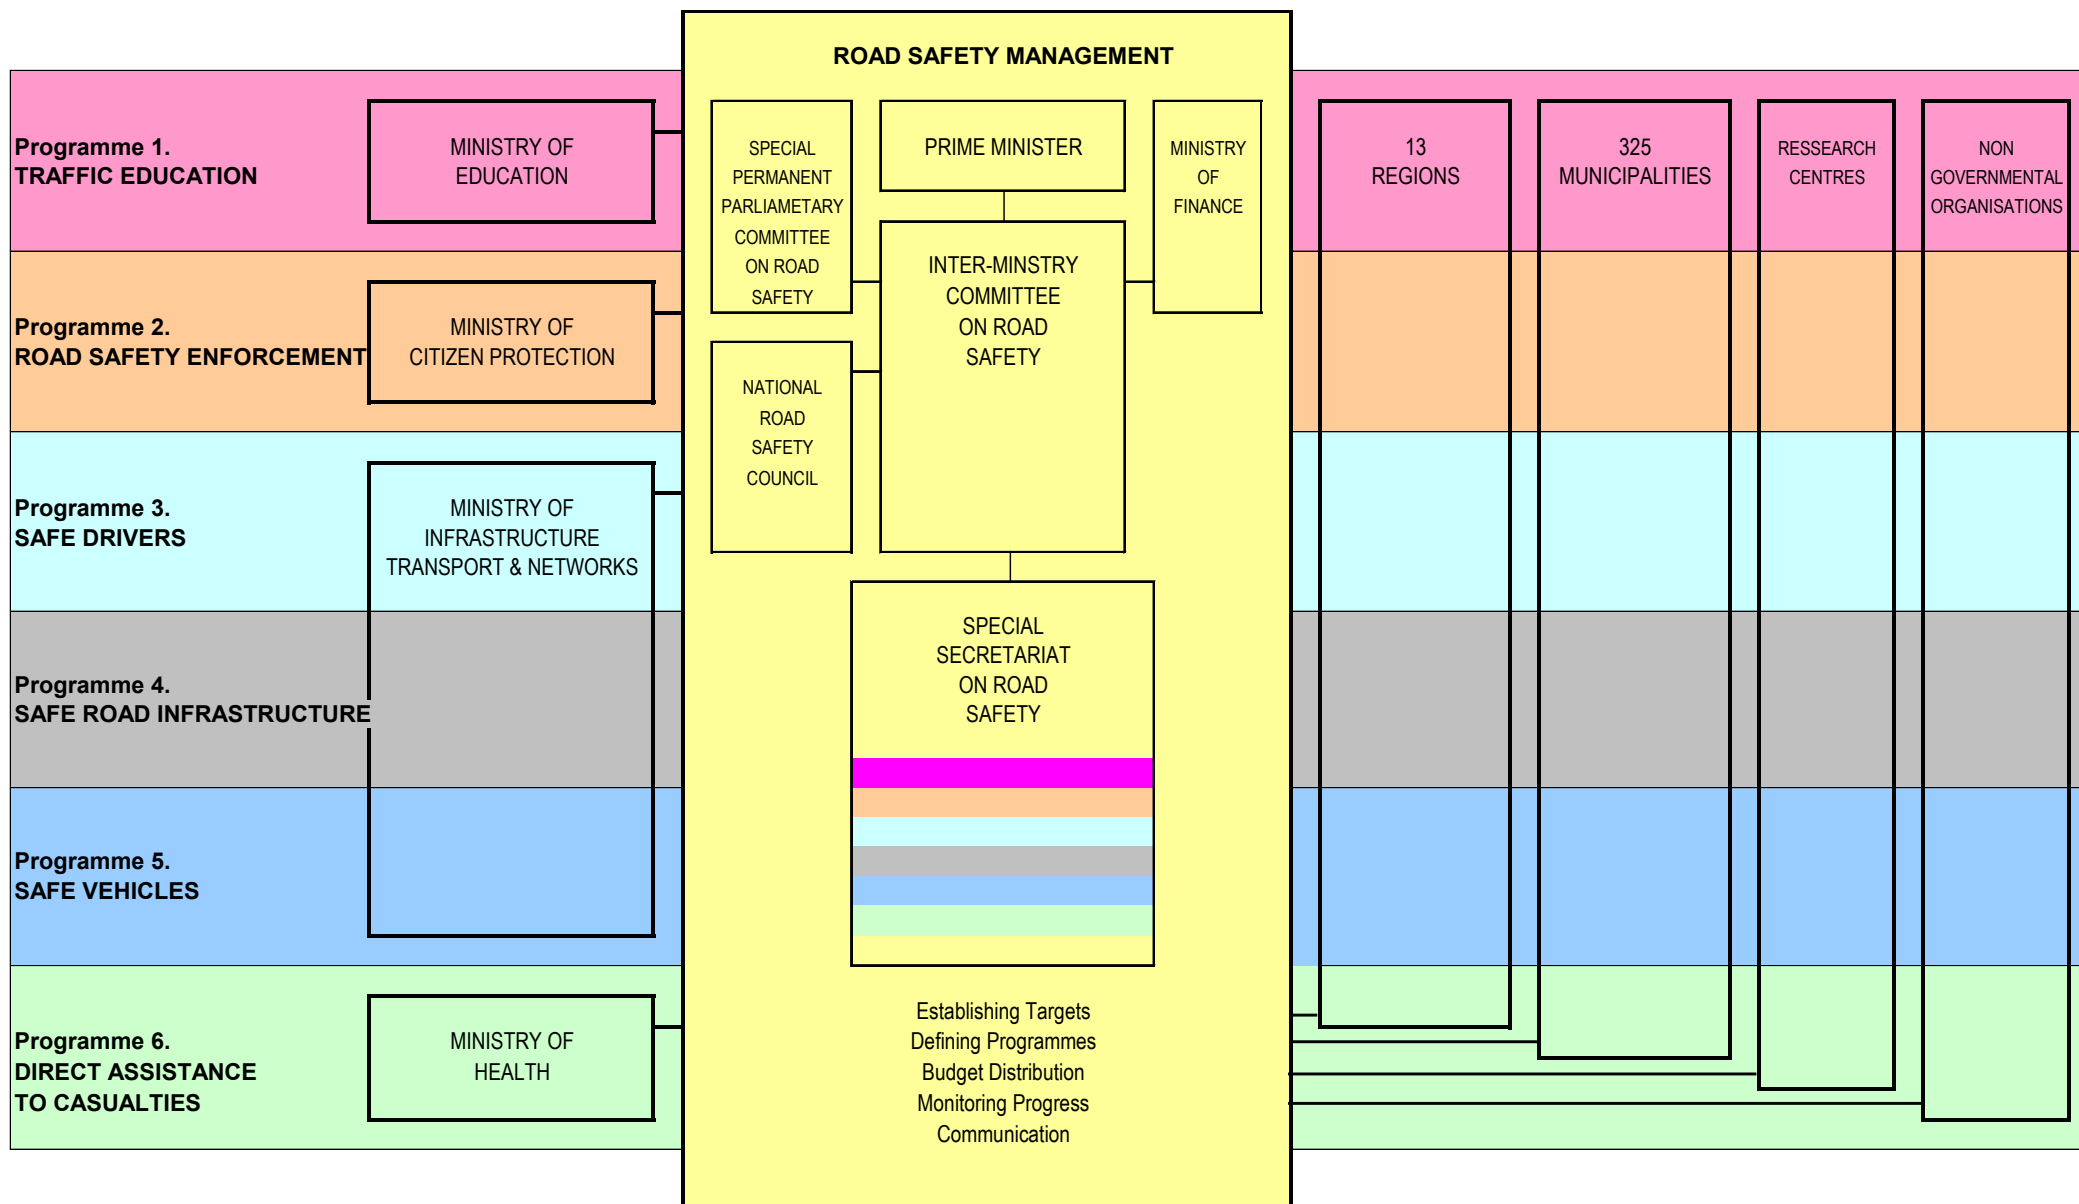 ROAD SAFETY MANAGEMENT
Programme 1.
TRAFFIC EDUCATION
MINISTRY OF
EDUCATION
SPECIAL
PERMANENT
PARLIAMETARY
COMMITTEE
ON ROAD
SAFETY
PRIME MINISTER
MINISTRY
OF
FINANCE
13
REGIONS
325
MUNICIPALITIES
RESSEARCH
CENTRES
NON
GOVERNMENTAL
ORGANISATIONS
Programme 2.
ROAD SAFETY ENFORCEMENT
MINISTRY OF
CITIZEN PROTECTION
INTER-MINSTRY
COMMITTEE
ON ROAD
SAFETY
NATIONAL
ROAD
SAFETY
COUNCIL
Programme 3.
SAFE DRIVERS
MINISTRY OF
INFRASTRUCTURE
TRANSPORT & NETWORKS
Programme 4.
SAFE ROAD INFRASTRUCTURE
SPECIAL
SECRETARIAT
ON ROAD
SAFETY
Programme 5.
SAFE VEHICLES
Programme 6.
DIRECT ASSISTANCE
TO CASUALTIES
MINISTRY OF
HEALTH
Establishing Targets
Defining Programmes
Budget Distribution
Monitoring Progress
Communication